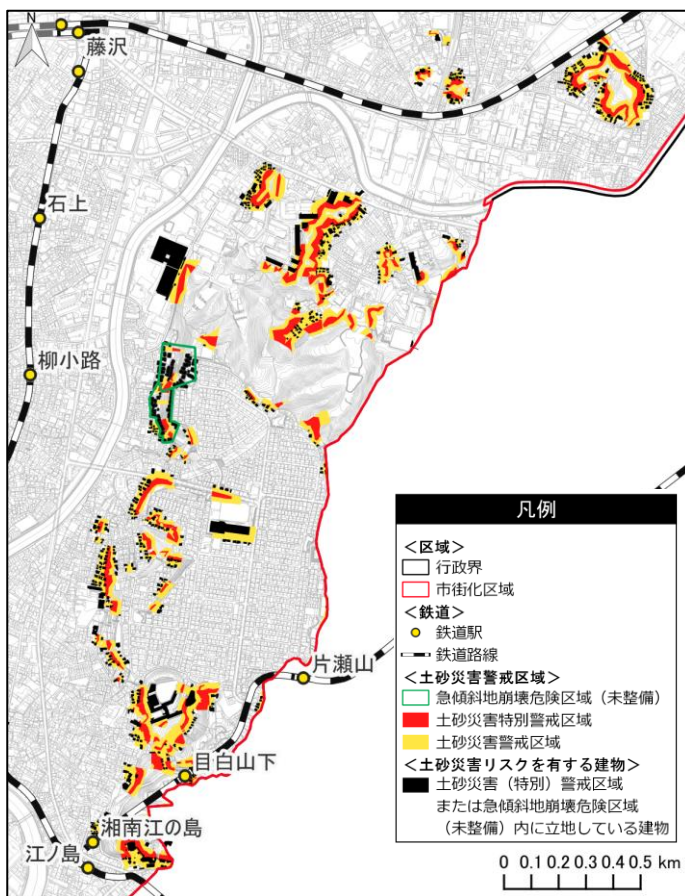 N
藤沢
石上
柳小路
片瀬山
目白山下
湘南江の島
江ノ島
凡例
＜区域＞
行政界
市街化区域
＜鉄道＞
鉄道駅
鉄道路線
＜土砂災害警戒区域＞
急傾斜地崩壊危険区域（未整備）
土砂災害特別警戒区域
土砂災害警戒区域
＜土砂災害リスクを有する建物＞
土砂災害（特別）警戒区域
または急傾斜地崩壊危険区域
（未整備）内に立地している建物
0 0.1 0.2 0.3 0.4 0.5 km